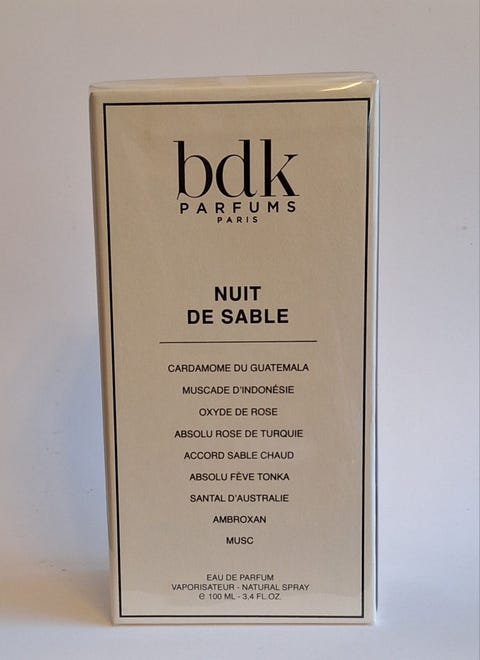 bdk
PARFUMS
PARIS
NUIT
DE SABLE
CARDAMOME DU GUATEMALA
MUSCADE D'INDONÉSIE
OXYDE DE ROSE
ABSOLU ROSE DE TURQUIE
ACCORD SABLE CHAUD
ABSOLU FÈVE TONKA
SANTAL D'AUSTRALIE
AMBROXAN
MUSC
EAU DE PARFUM
VAPORISATEUR - NATURAL SPRAY
℮ 100 ML - 3,4 FL.OZ.